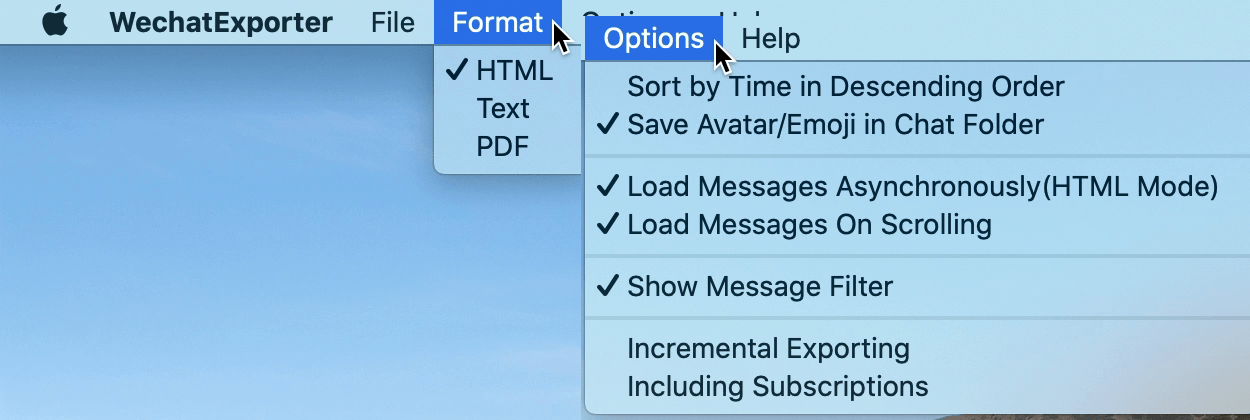 WechatExporter File Format
✓ HTML
Text
PDF
Options Help
Sort by Time in Descending Order
✓ Save Avatar/Emoji in Chat Folder
✓ Load Messages Asynchronously(HTML Mode)
✓ Load Messages On Scrolling
✓ Show Message Filter
Incremental Exporting
Including Subscriptions